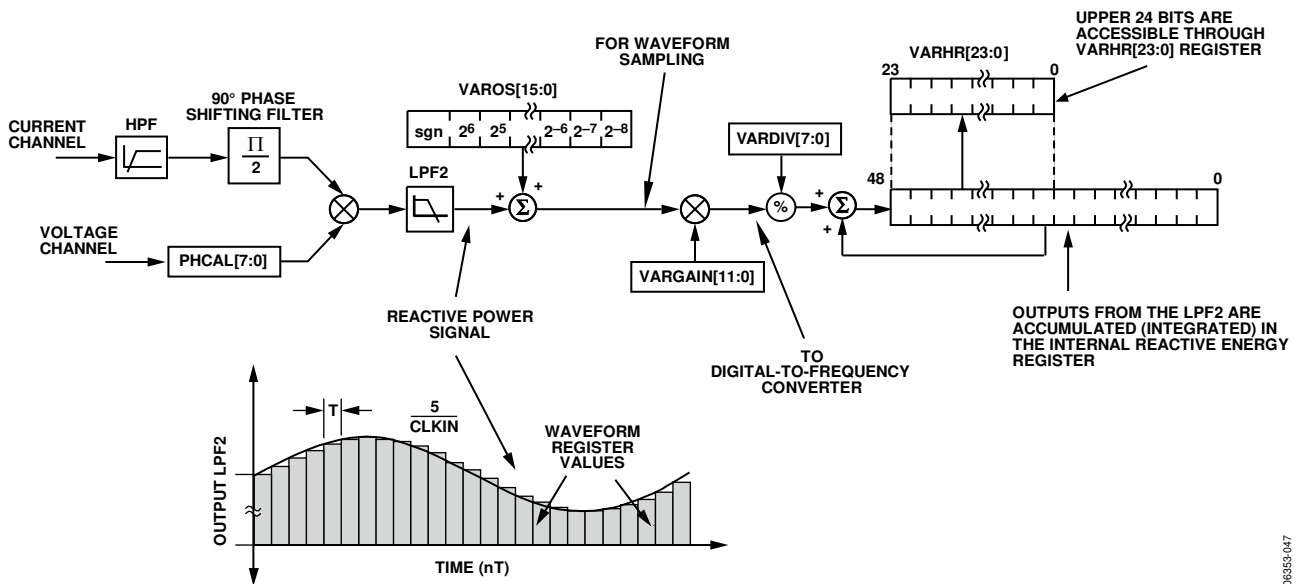 UPPER 24 BITS ARE
ACCESSIBLE THROUGH
VARHR[23:0] REGISTER
FOR WAVEFORM
SAMPLING
VARHR[23:0]
23
0
90° PHASE
SHIFTING FILTER
VAROS[15:0]
HPF
CURRENT
CHANNEL
Π
2
sgn 2⁶ 2⁵ 2⁻⁶ 2⁻⁷ 2⁻⁸
VARDIV[7:0]
LPF2
48
0
+
+
Σ
%
+
+
Σ
VOLTAGE
CHANNEL
PHCAL[7:0]
VARGAIN[11:0]
REACTIVE POWER
SIGNAL
TO
DIGITAL-TO-FREQUENCY
CONVERTER
OUTPUTS FROM THE LPF2 ARE
ACCUMULATED (INTEGRATED) IN
THE INTERNAL REACTIVE ENERGY
REGISTER
T
5
CLKIN
WAVEFORM
REGISTER
VALUES
OUTPUT LPF2
TIME (nT)
06353-047